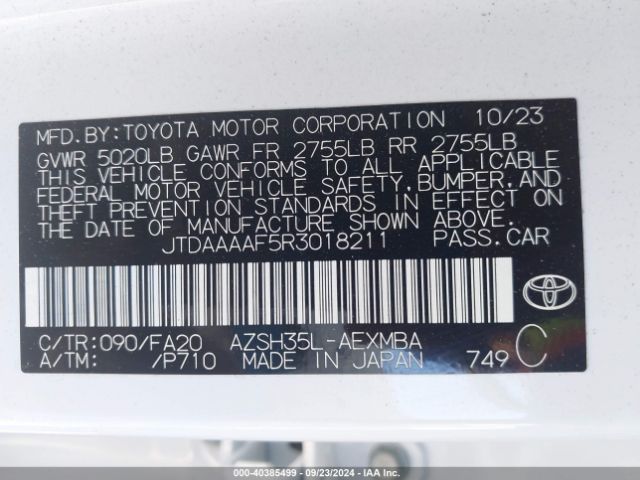 MFD.BY:TOYOTA MOTOR CORPORATION 10/23
GVWR 5020LB GAWR FR 2755LB RR 2755LB
THIS VEHICLE CONFORMS TO ALL APPLICABLE
FEDERAL MOTOR VEHICLE SAFETY,BUMPER,AND
THEFT PREVENTION STANDARDS IN EFFECT ON
THE DATE OF MANUFACTURE SHOWN ABOVE.
JTDAAAAF5R3018211 PASS.CAR
C/TR:090/FA20 AZSH35L-AEXMBA
A/TM: /P710 MADE IN JAPAN 749 C
000-40385499 - 09/23/2024 - IAA Inc.